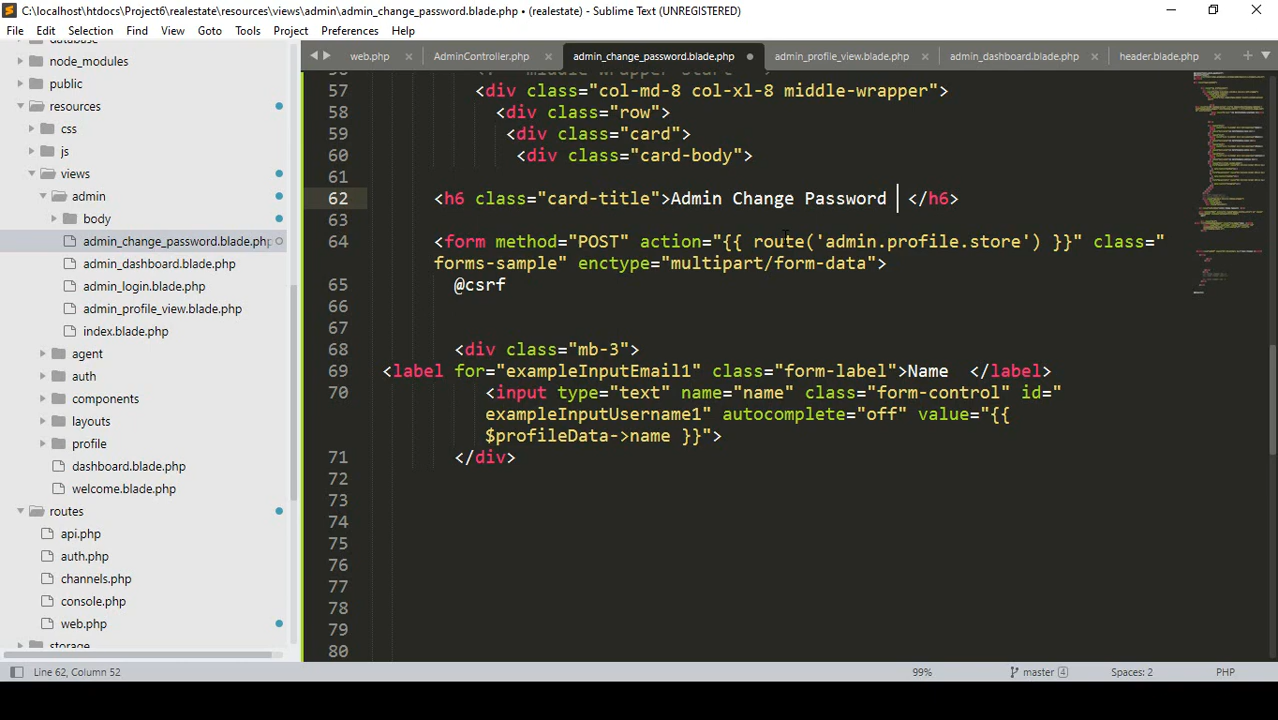 C:\localhost\htdocs\Project6\realestate\resources\views\admin\admin_change_password.blade.php • (realestate) - Sublime Text (UNREGISTERED)
File Edit Selection Find View Goto Tools Project Preferences Help
web.php AdminController.php admin_change_password.blade.php admin_profile_view.blade.php admin_dashboard.blade.php header.blade.php
node_modules
public
resources
css
js
views
admin
body
admin_change_password.blade.php
admin_dashboard.blade.php
admin_login.blade.php
admin_profile_view.blade.php
index.blade.php
agent
auth
components
layouts
profile
dashboard.blade.php
welcome.blade.php
routes
api.php
auth.php
channels.php
console.php
web.php
storage
57 <div class="col-md-8 col-xl-8 middle-wrapper">
58 <div class="row">
59 <div class="card">
60 <div class="card-body">
61
62 <h6 class="card-title">Admin Change Password </h6>
63
64 <form method="POST" action="{{ route('admin.profile.store') }}" class="
forms-sample" enctype="multipart/form-data">
65 @csrf
66
67
68 <div class="mb-3">
69 <label for="exampleInputEmail1" class="form-label">Name </label>
70 <input type="text" name="name" class="form-control" id="
exampleInputUsername1" autocomplete="off" value="{{
$profileData->name }}">
71 </div>
72
73
74
75
76
77
78
79
80
Line 62, Column 52 99% master 4 Spaces: 2 PHP